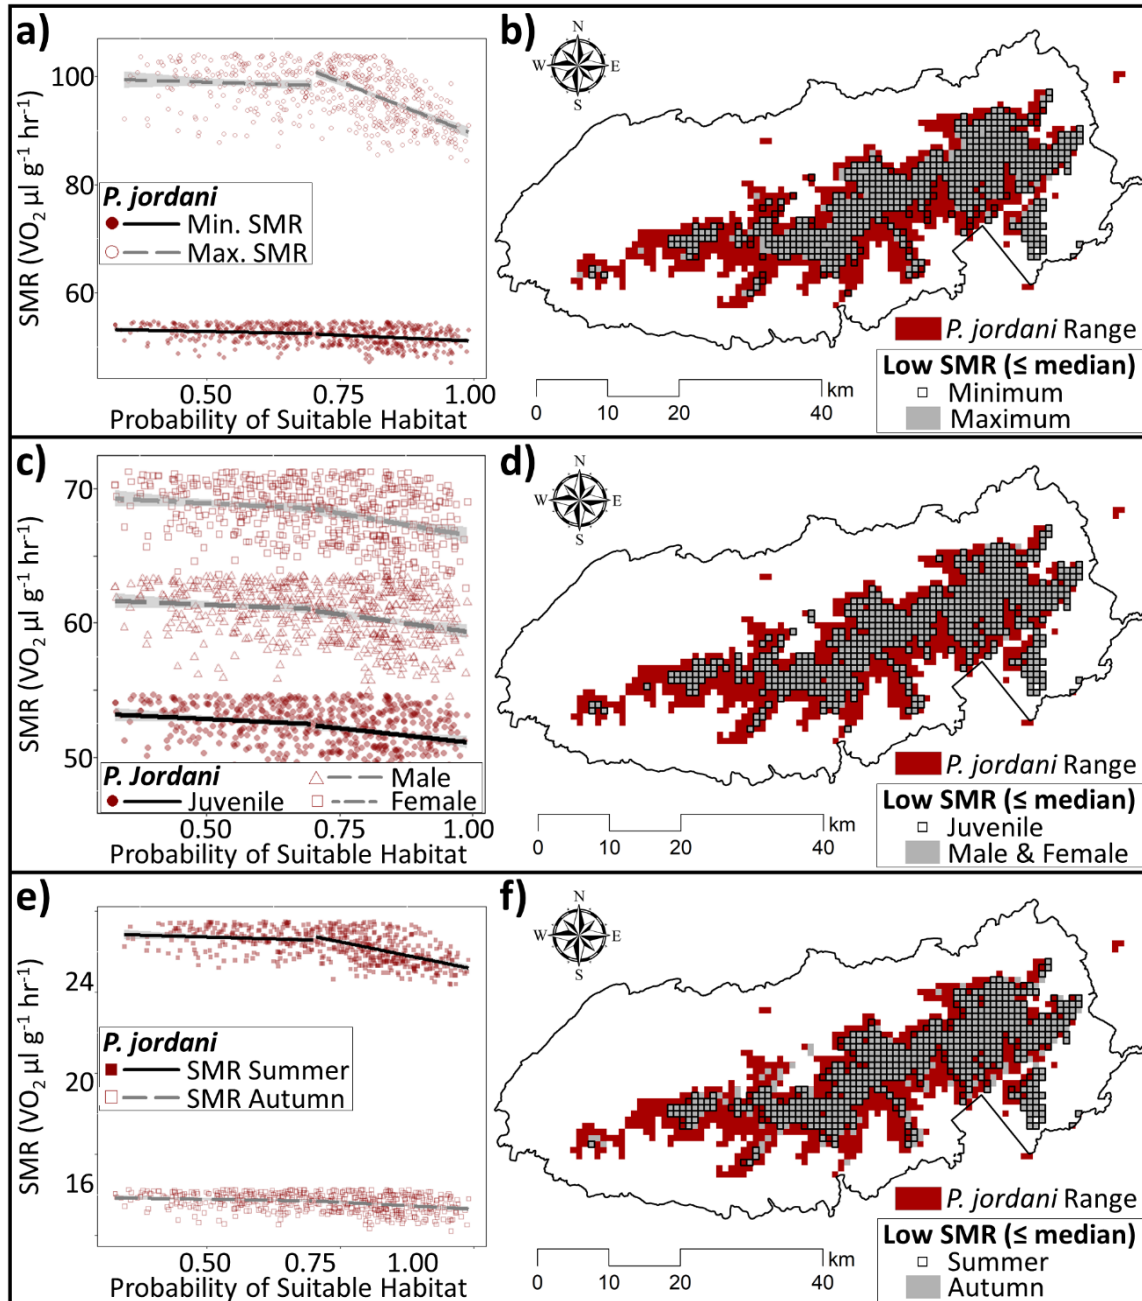 a)
SMR (VO₂ µl g⁻¹ hr⁻¹)
100
80
60
P. jordani
Min. SMR
Max. SMR
0.50 0.75 1.00
Probability of Suitable Habitat
b)
N
W E
S
P. jordani Range
Low SMR (≤ median)
Minimum
Maximum
km
0 10 20 40
c)
SMR (VO₂ µl g⁻¹ hr⁻¹)
70
60
50
P. Jordani
Juvenile
Male
Female
0.50 0.75 1.00
Probability of Suitable Habitat
d)
N
W E
S
P. jordani Range
Low SMR (≤ median)
Juvenile
Male & Female
km
0 10 20 40
e)
SMR (VO₂ µl g⁻¹ hr⁻¹)
24
20
16
P. jordani
SMR Summer
SMR Autumn
0.50 0.75 1.00
Probability of Suitable Habitat
f)
N
W E
S
P. jordani Range
Low SMR (≤ median)
Summer
Autumn
km
0 10 20 40